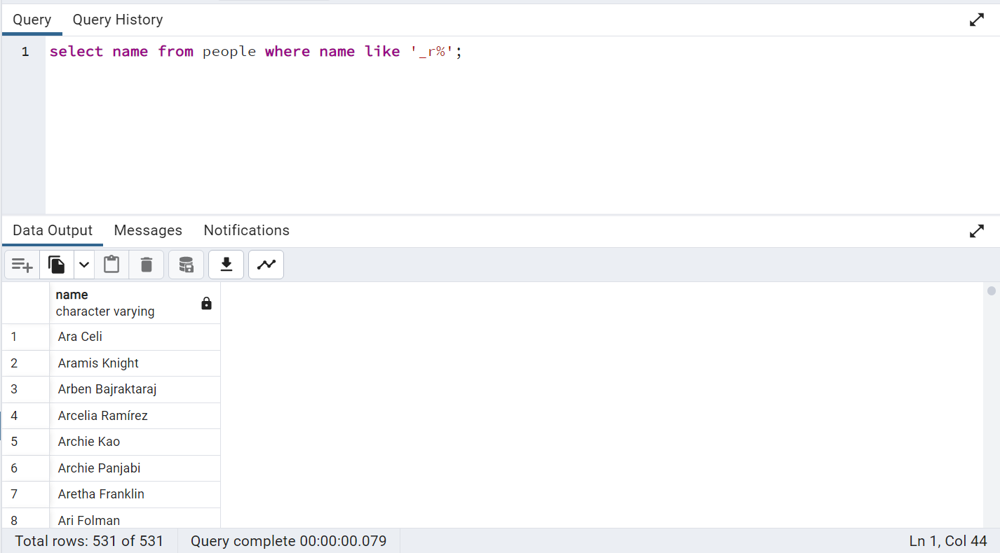 Query Query History
1 select name from people where name like '_r%';
Data Output Messages Notifications
name
character varying
1 Ara Celi
2 Aramis Knight
3 Arben Bajraktaraj
4 Arcelia Ramírez
5 Archie Kao
6 Archie Panjabi
7 Aretha Franklin
8 Ari Folman
Total rows: 531 of 531 Query complete 00:00:00.079 Ln 1, Col 44